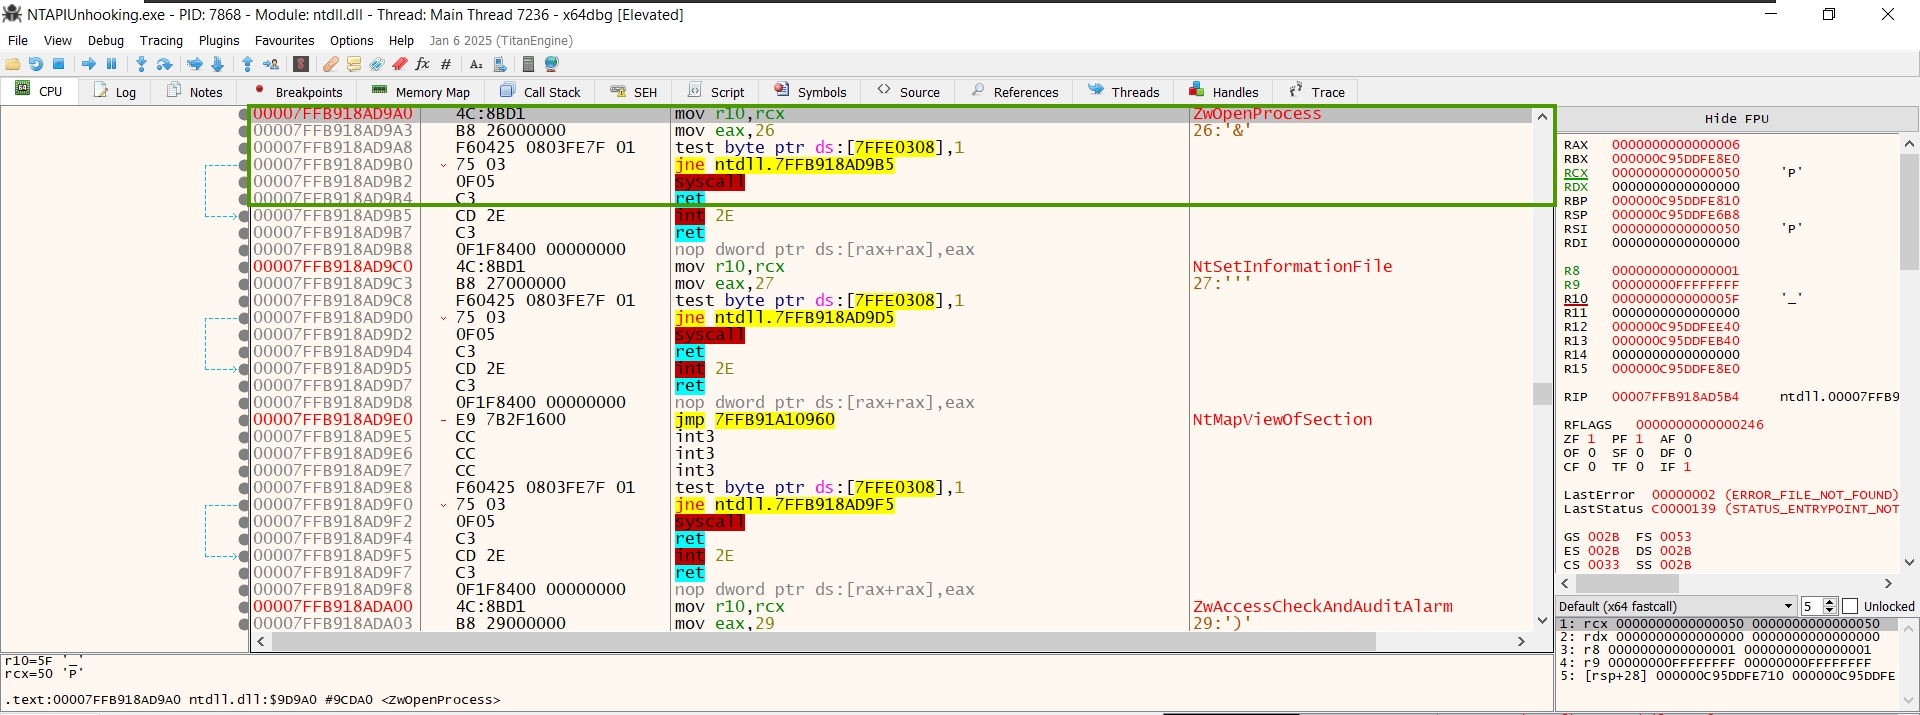 NTAPIUnhooking.exe - PID: 7868 - Module: ntdll.dll - Thread: Main Thread 7236 - x64dbg [Elevated]
File View Debug Tracing Plugins Favourites Options Help Jan 6 2025 (TitanEngine)
CPU Log Notes Breakpoints Memory Map Call Stack SEH Script Symbols Source References Threads Handles Trace
00007FFB918AD9A0 4C:8BD1 mov r10,rcx ZwOpenProcess
00007FFB918AD9A3 B8 26000000 mov eax,26 26:'&'
00007FFB918AD9A8 F60425 0803FE7F 01 test byte ptr ds:[7FFE0308],1
00007FFB918AD9B0 75 03 jne ntdll.7FFB918AD9B5
00007FFB918AD9B2 0F05 syscall
00007FFB918AD9B4 C3 ret
00007FFB918AD9B5 CD 2E int 2E
00007FFB918AD9B7 C3 ret
00007FFB918AD9B8 0F1F8400 00000000 nop dword ptr ds:[rax+rax],eax
00007FFB918AD9C0 4C:8BD1 mov r10,rcx NtSetInformationFile
00007FFB918AD9C3 B8 27000000 mov eax,27 27:'''
00007FFB918AD9C8 F60425 0803FE7F 01 test byte ptr ds:[7FFE0308],1
00007FFB918AD9D0 75 03 jne ntdll.7FFB918AD9D5
00007FFB918AD9D2 0F05 syscall
00007FFB918AD9D4 C3 ret
00007FFB918AD9D5 CD 2E int 2E
00007FFB918AD9D7 C3 ret
00007FFB918AD9D8 0F1F8400 00000000 nop dword ptr ds:[rax+rax],eax
00007FFB918AD9E0 - E9 7B2F1600 jmp 7FFB91A10960 NtMapViewOfSection
00007FFB918AD9E5 CC int3
00007FFB918AD9E6 CC int3
00007FFB918AD9E7 CC int3
00007FFB918AD9E8 F60425 0803FE7F 01 test byte ptr ds:[7FFE0308],1
00007FFB918AD9F0 75 03 jne ntdll.7FFB918AD9F5
00007FFB918AD9F2 0F05 syscall
00007FFB918AD9F4 C3 ret
00007FFB918AD9F5 CD 2E int 2E
00007FFB918AD9F7 C3 ret
00007FFB918AD9F8 0F1F8400 00000000 nop dword ptr ds:[rax+rax],eax
00007FFB918ADA00 4C:8BD1 mov r10,rcx ZwAccessCheckAndAuditAlarm
00007FFB918ADA03 B8 29000000 mov eax,29 29:')'
Hide FPU
RAX 0000000000000006
RBX 000000C95DDFE8E0
RCX 0000000000000050 'P'
RDX 0000000000000000
RBP 000000C95DDFE810
RSP 000000C95DDFE6B8
RSI 0000000000000050 'P'
RDI 0000000000000000
R8 0000000000000001
R9 00000000FFFFFFFF
R10 000000000000005F '_'
R11 0000000000000000
R12 000000C95DDFEE40
R13 000000C95DDFEB40
R14 0000000000000000
R15 000000C95DDFE8E0
RIP 00007FFB918AD5B4 ntdll.00007FFB9
RFLAGS 0000000000000246
ZF 1 PF 1 AF 0
OF 0 SF 0 DF 0
CF 0 TF 0 IF 1
LastError 00000002 (ERROR_FILE_NOT_FOUND)
LastStatus C0000139 (STATUS_ENTRYPOINT_NOT
GS 002B FS 0053
ES 002B DS 002B
CS 0033 SS 002B
Default (x64 fastcall) 5 Unlocked
1: rcx 0000000000000050 0000000000000050
2: rdx 0000000000000000 0000000000000000
3: r8 0000000000000001 0000000000000001
4: r9 00000000FFFFFFFF 00000000FFFFFFFF
5: [rsp+28] 000000C95DDFE710 000000C95DDFE
r10=5F '_'
rcx=50 'P'
.text:00007FFB918AD9A0 ntdll.dll:$9D9A0 #9CDA0 <ZwOpenProcess>